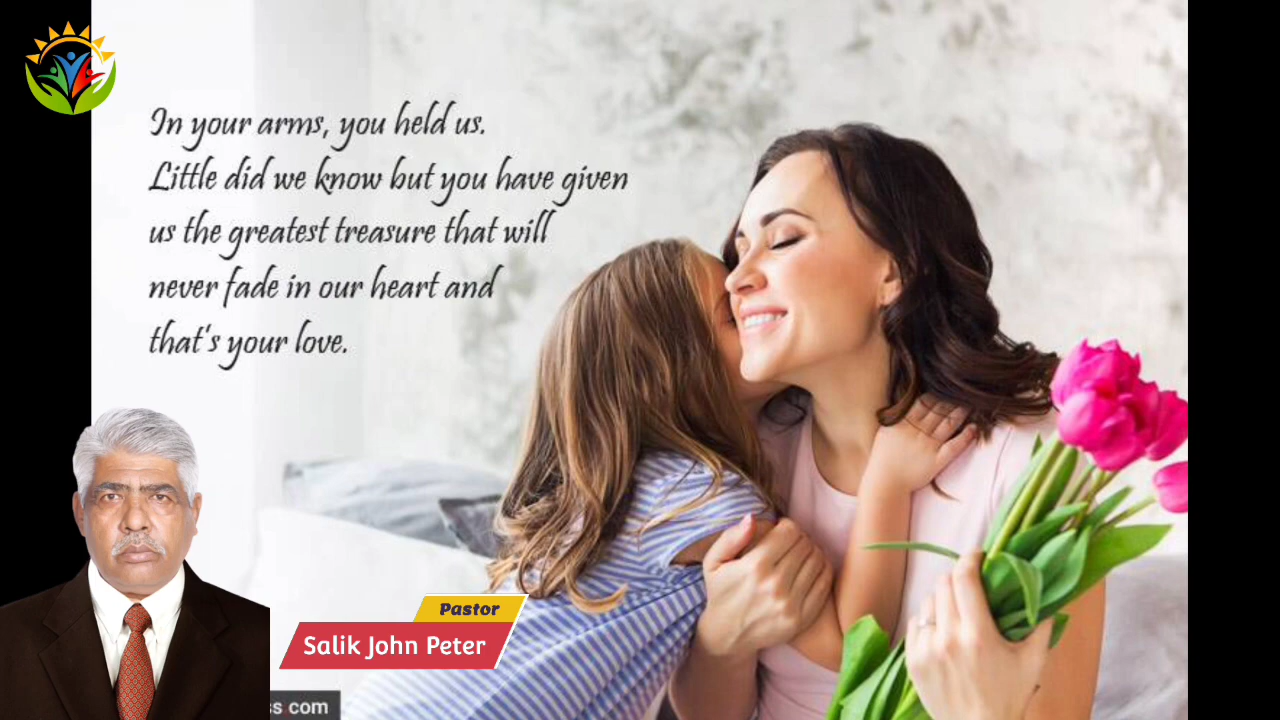 In your arms, you held us.
Little did we know but you have given
us the greatest treasure that will
never fade in our heart and
that's your love.
Pastor
Salik John Peter
ss.com